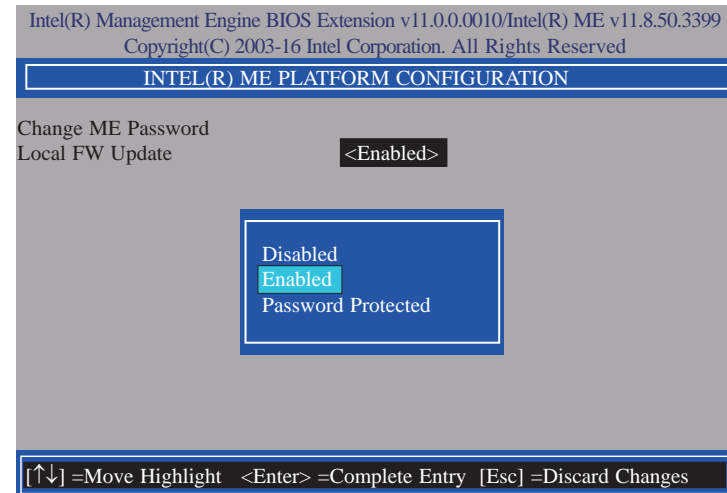 Intel(R) Management Engine BIOS Extension v11.0.0.0010/Intel(R) ME v11.8.50.3399
Copyright(C) 2003-16 Intel Corporation. All Rights Reserved
INTEL(R) ME PLATFORM CONFIGURATION
Change ME Password
Local FW Update <Enabled>
Disabled
Enabled
Password Protected
[↑↓] =Move Highlight <Enter> =Complete Entry [Esc] =Discard Changes